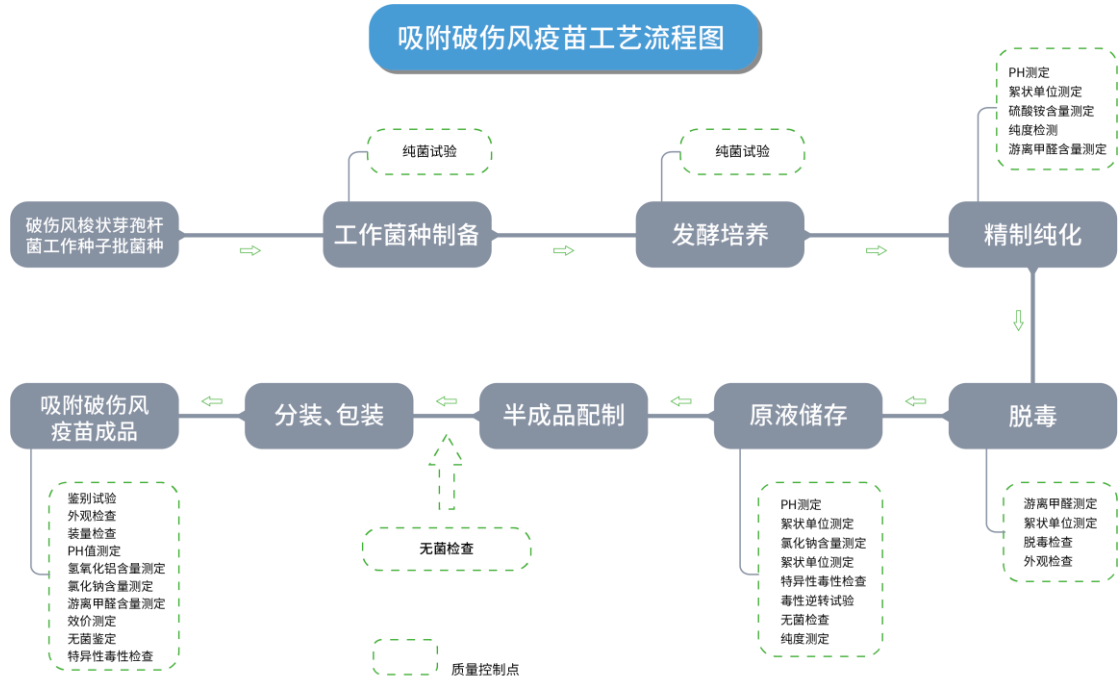 吸附破伤风疫苗工艺流程图
PH测定
絮状单位测定
硫酸铵含量测定
纯度检测
游离甲醛含量测定
纯菌试验
纯菌试验
破伤风梭状芽孢杆
菌工作种子批菌种
工作菌种制备
发酵培养
精制纯化
吸附破伤风
疫苗成品
分装、包装
半成品配制
原液储存
脱毒
鉴别试验
外观检查
装量检查
PH值测定
氢氧化铝含量测定
氯化钠含量测定
游离甲醛含量测定
效价测定
无菌鉴定
特异性毒性检查
无菌检查
PH测定
絮状单位测定
氯化钠含量测定
絮状单位测定
特异性毒性检查
毒性逆转试验
无菌检查
纯度测定
游离甲醛测定
絮状单位测定
脱毒检查
外观检查
质量控制点